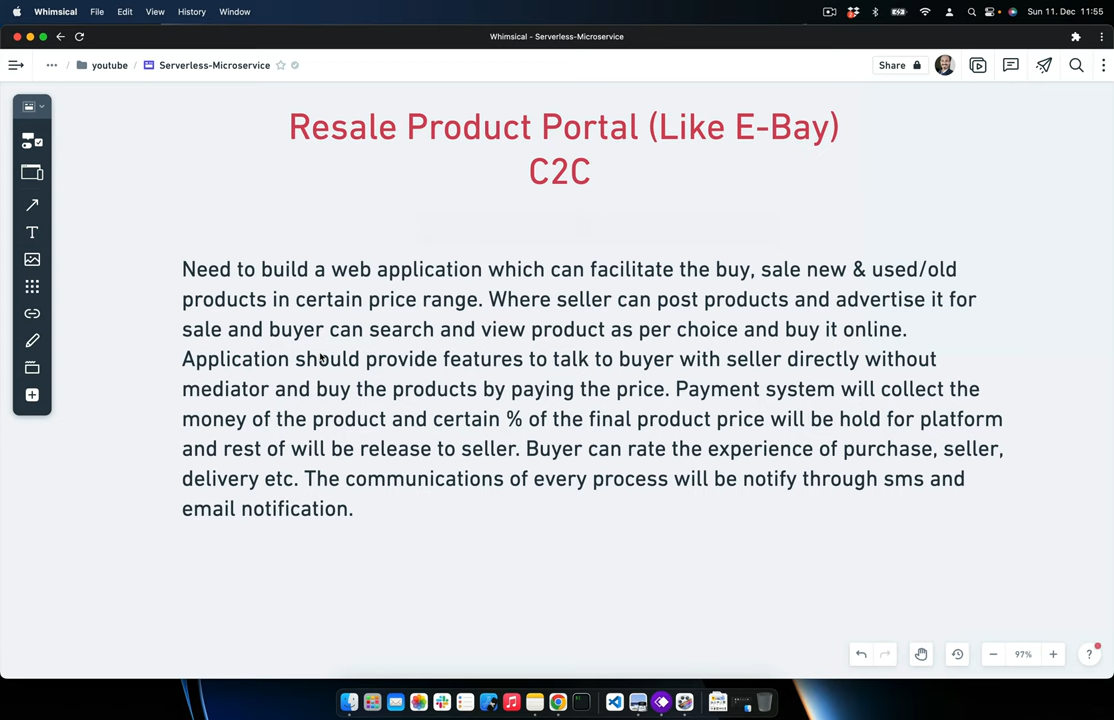 Whimsical File Edit View History Window Sun 11. Dec 11:55
Whimsical - Serverless-Microservice
... / youtube / Serverless-Microservice Share
Resale Product Portal (Like E-Bay)
C2C
Need to build a web application which can facilitate the buy, sale new & used/old
products in certain price range. Where seller can post products and advertise it for
sale and buyer can search and view product as per choice and buy it online.
Application should provide features to talk to buyer with seller directly without
mediator and buy the products by paying the price. Payment system will collect the
money of the product and certain % of the final product price will be hold for platform
and rest of will be release to seller. Buyer can rate the experience of purchase, seller,
delivery etc. The communications of every process will be notify through sms and
email notification.
97%